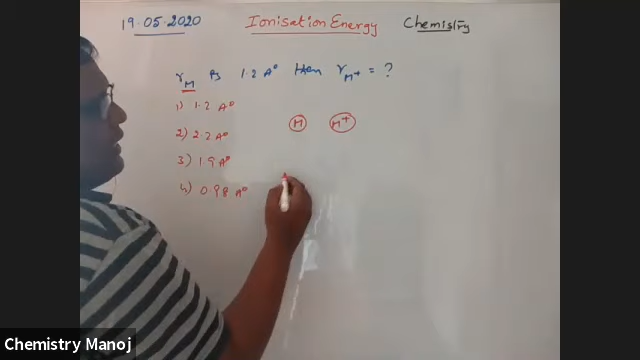 19.05.2020 Ionisation Energy Chemistry
rM is 1.2 A° then rM+ = ?
1) 1.2 A°
2) 2.2 A°
3) 1.9 A°
4) 0.98 A°
M M+
Chemistry Manoj